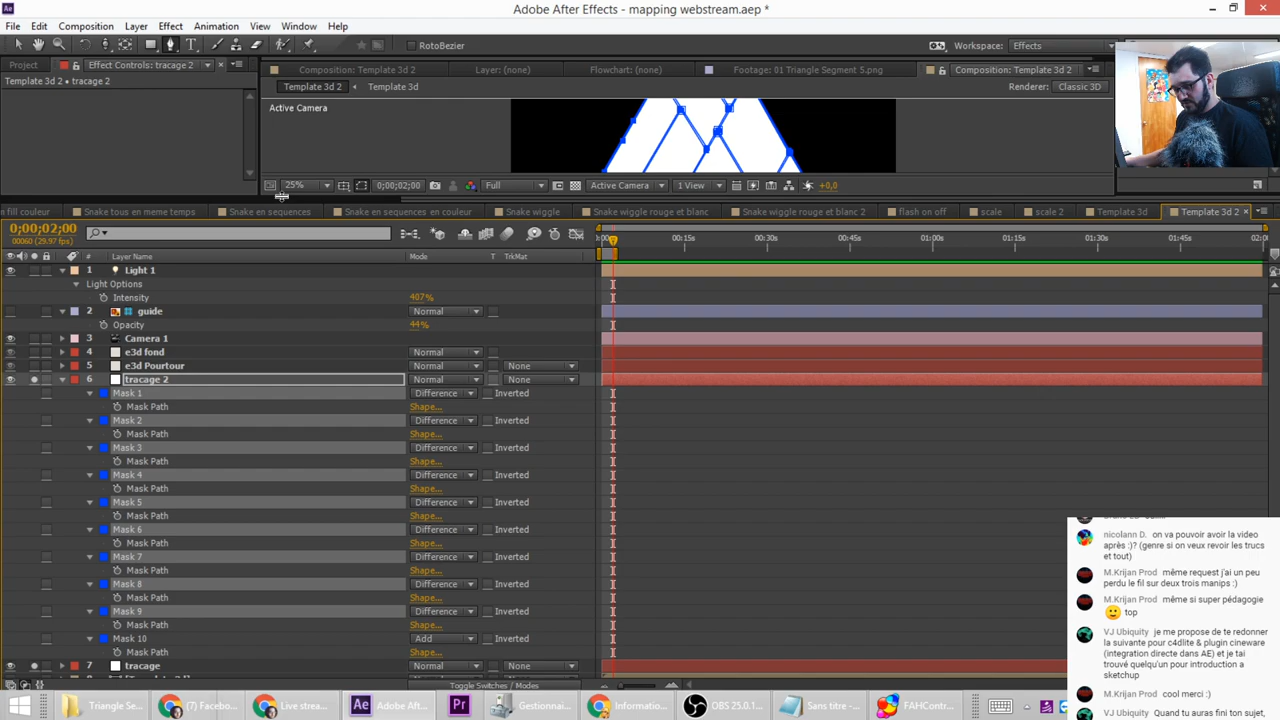 Adobe After Effects - mapping webstream.aep *
File Edit Composition Layer Effect Animation View Window Help
RotoBezier
Workspace: Effects
Project Effect Controls: tracage 2
Composition: Template 3d 2 Layer: (none) Flowchart: (none) Footage: 01 Triangle Segment 5.png Composition: Template 3d 2
Template 3d 2 • tracage 2
Template 3d 2 Template 3d
Renderer: Classic 3D
Active Camera
25% 0;00;02;00 Full Active Camera 1 View +0,0
n fill couleur Snake tous en meme temps Snake en sequences Snake en sequences en couleur Snake wiggle Snake wiggle rouge et blanc Snake wiggle rouge et blanc 2 flash on off scale scale 2 Template 3d Template 3d 2
0;00;02;00
00060 (29.97 fps)
00:15s 00:30s 00:45s 01:00s 01:15s 01:30s 01:45s 02:0
# Layer Name Mode T TrkMat
1 Light 1
Light Options
Intensity 407%
2 guide Normal
Opacity 44%
3 Camera 1
4 e3d fond Normal
5 e3d Pourtour Normal None
6 tracage 2 Normal None
Mask 1 Difference Inverted
Mask Path Shape...
Mask 2 Difference Inverted
Mask Path Shape...
Mask 3 Difference Inverted
Mask Path Shape...
Mask 4 Difference Inverted
Mask Path Shape...
Mask 5 Difference Inverted
Mask Path Shape...
Mask 6 Difference Inverted
Mask Path Shape...
Mask 7 Difference Inverted
Mask Path Shape...
Mask 8 Difference Inverted
Mask Path Shape...
Mask 9 Difference Inverted
Mask Path Shape...
Mask 10 Add Inverted
Mask Path Shape...
7 tracage Normal None
Toggle Switches / Modes
nicolann D. on va pouvoir avoir la video
après :)? (genre si on veux revoir les trucs
et tout)
M.Krijan Prod même request j'ai un peu
perdu le fil sur deux trois manips :)
M.Krijan Prod même si super pédagogie
top
VJ Ubiquity je me propose de te redonner
la suivante pour c4dlite & plugin cineware
(integration directe dans AE) et je tai
trouvé quelqu'un pour introduction a
sketchup
M.Krijan Prod cool merci :)
VJ Ubiquity Quand tu auras fini ton sujet,
Triangle Se... (7) Facebo... Live strea... Adobe Aft... Gestionnai... Informatio... OBS 25.0.1... Sans titre -... FAHContr...